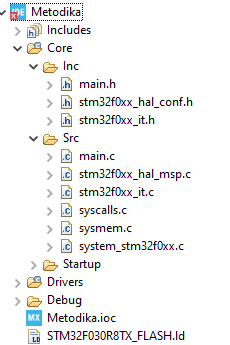 Metodika
Includes
Core
Inc
main.h
stm32f0xx_hal_conf.h
stm32f0xx_it.h
Src
main.c
stm32f0xx_hal_msp.c
stm32f0xx_it.c
syscalls.c
sysmem.c
system_stm32f0xx.c
Startup
Drivers
Debug
MX Metodika.ioc
STM32F030R8TX_FLASH.ld